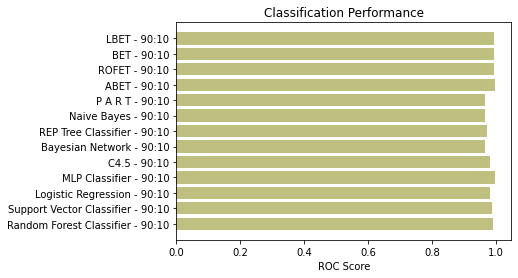 Classification Performance
LBET - 90:10
BET - 90:10
ROFET - 90:10
ABET - 90:10
P A R T - 90:10
Naive Bayes - 90:10
REP Tree Classifier - 90:10
Bayesian Network - 90:10
C4.5 - 90:10
MLP Classifier - 90:10
Logistic Regression - 90:10
Support Vector Classifier - 90:10
Random Forest Classifier - 90:10
0.0 0.2 0.4 0.6 0.8 1.0
ROC Score